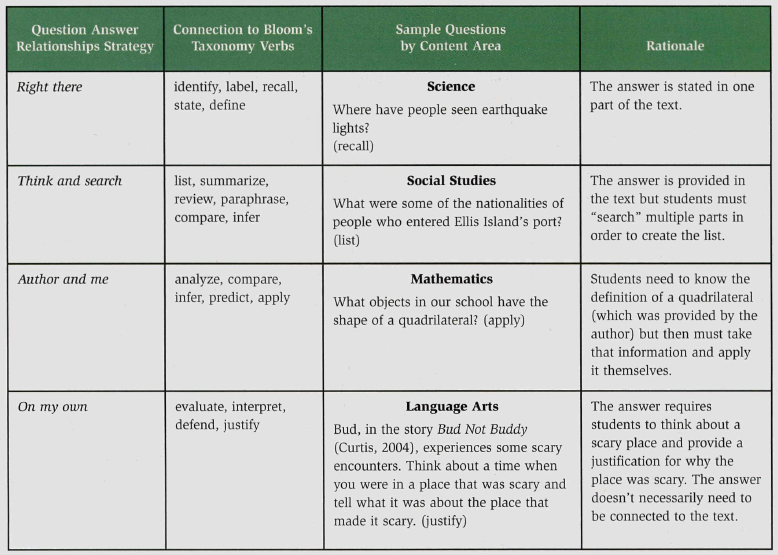 Question Answer
Relationships Strategy
Connection to Bloom's
Taxonomy Verbs
Sample Questions
by Content Area
Rationale
Right there
identify, label, recall,
state, define
Science
Where have people seen earthquake
lights?
(recall)
The answer is stated in one
part of the text.
Think and search
list, summarize,
review, paraphrase,
compare, infer
Social Studies
What were some of the nationalities of
people who entered Ellis Island's port?
(list)
The answer is provided in
the text but students must
“search” multiple parts in
order to create the list.
Author and me
analyze, compare,
infer, predict, apply
Mathematics
What objects in our school have the
shape of a quadrilateral? (apply)
Students need to know the
definition of a quadrilateral
(which was provided by the
author) but then must take
that information and apply
it themselves.
On my own
evaluate, interpret,
defend, justify
Language Arts
Bud, in the story Bud Not Buddy
(Curtis, 2004), experiences some scary
encounters. Think about a time when
you were in a place that was scary and
tell what it was about the place that
made it scary. (justify)
The answer requires
students to think about a
scary place and provide a
justification for why the
place was scary. The answer
doesn't necessarily need to
be connected to the text.